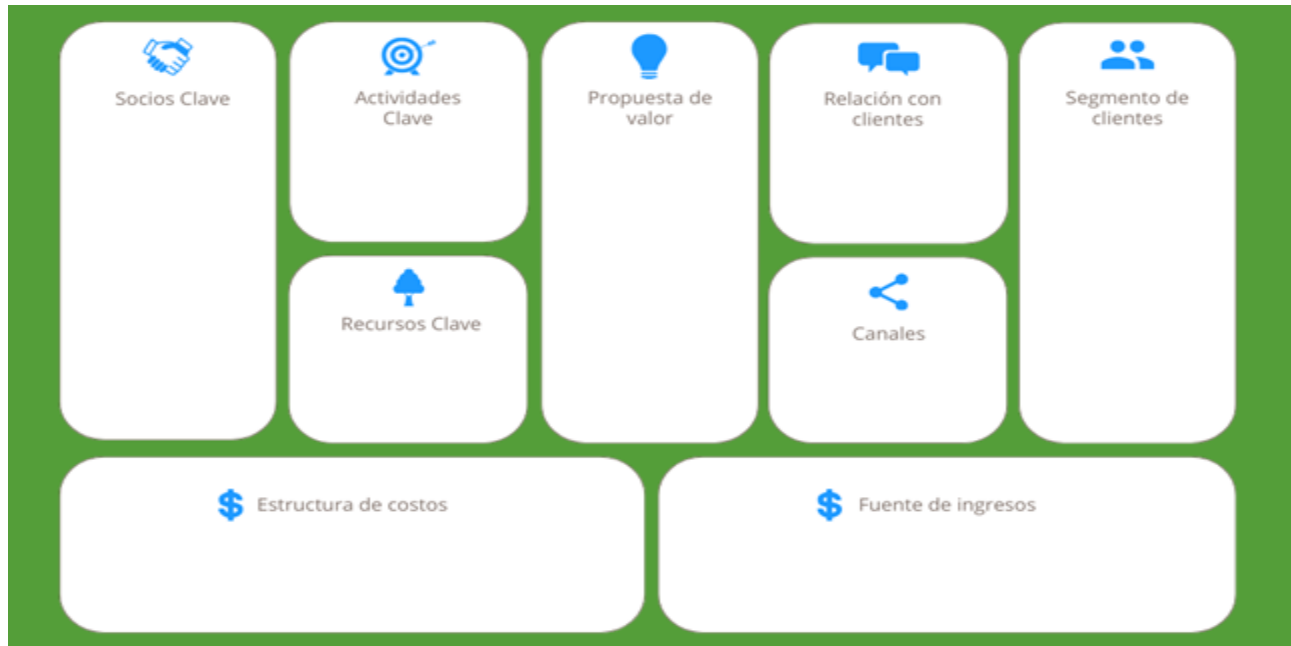 Socios Clave
Actividades
Clave
Propuesta de
valor
Relación con
clientes
Segmento de
clientes
Recursos Clave
Canales
$ Estructura de costos
$ Fuente de ingresos